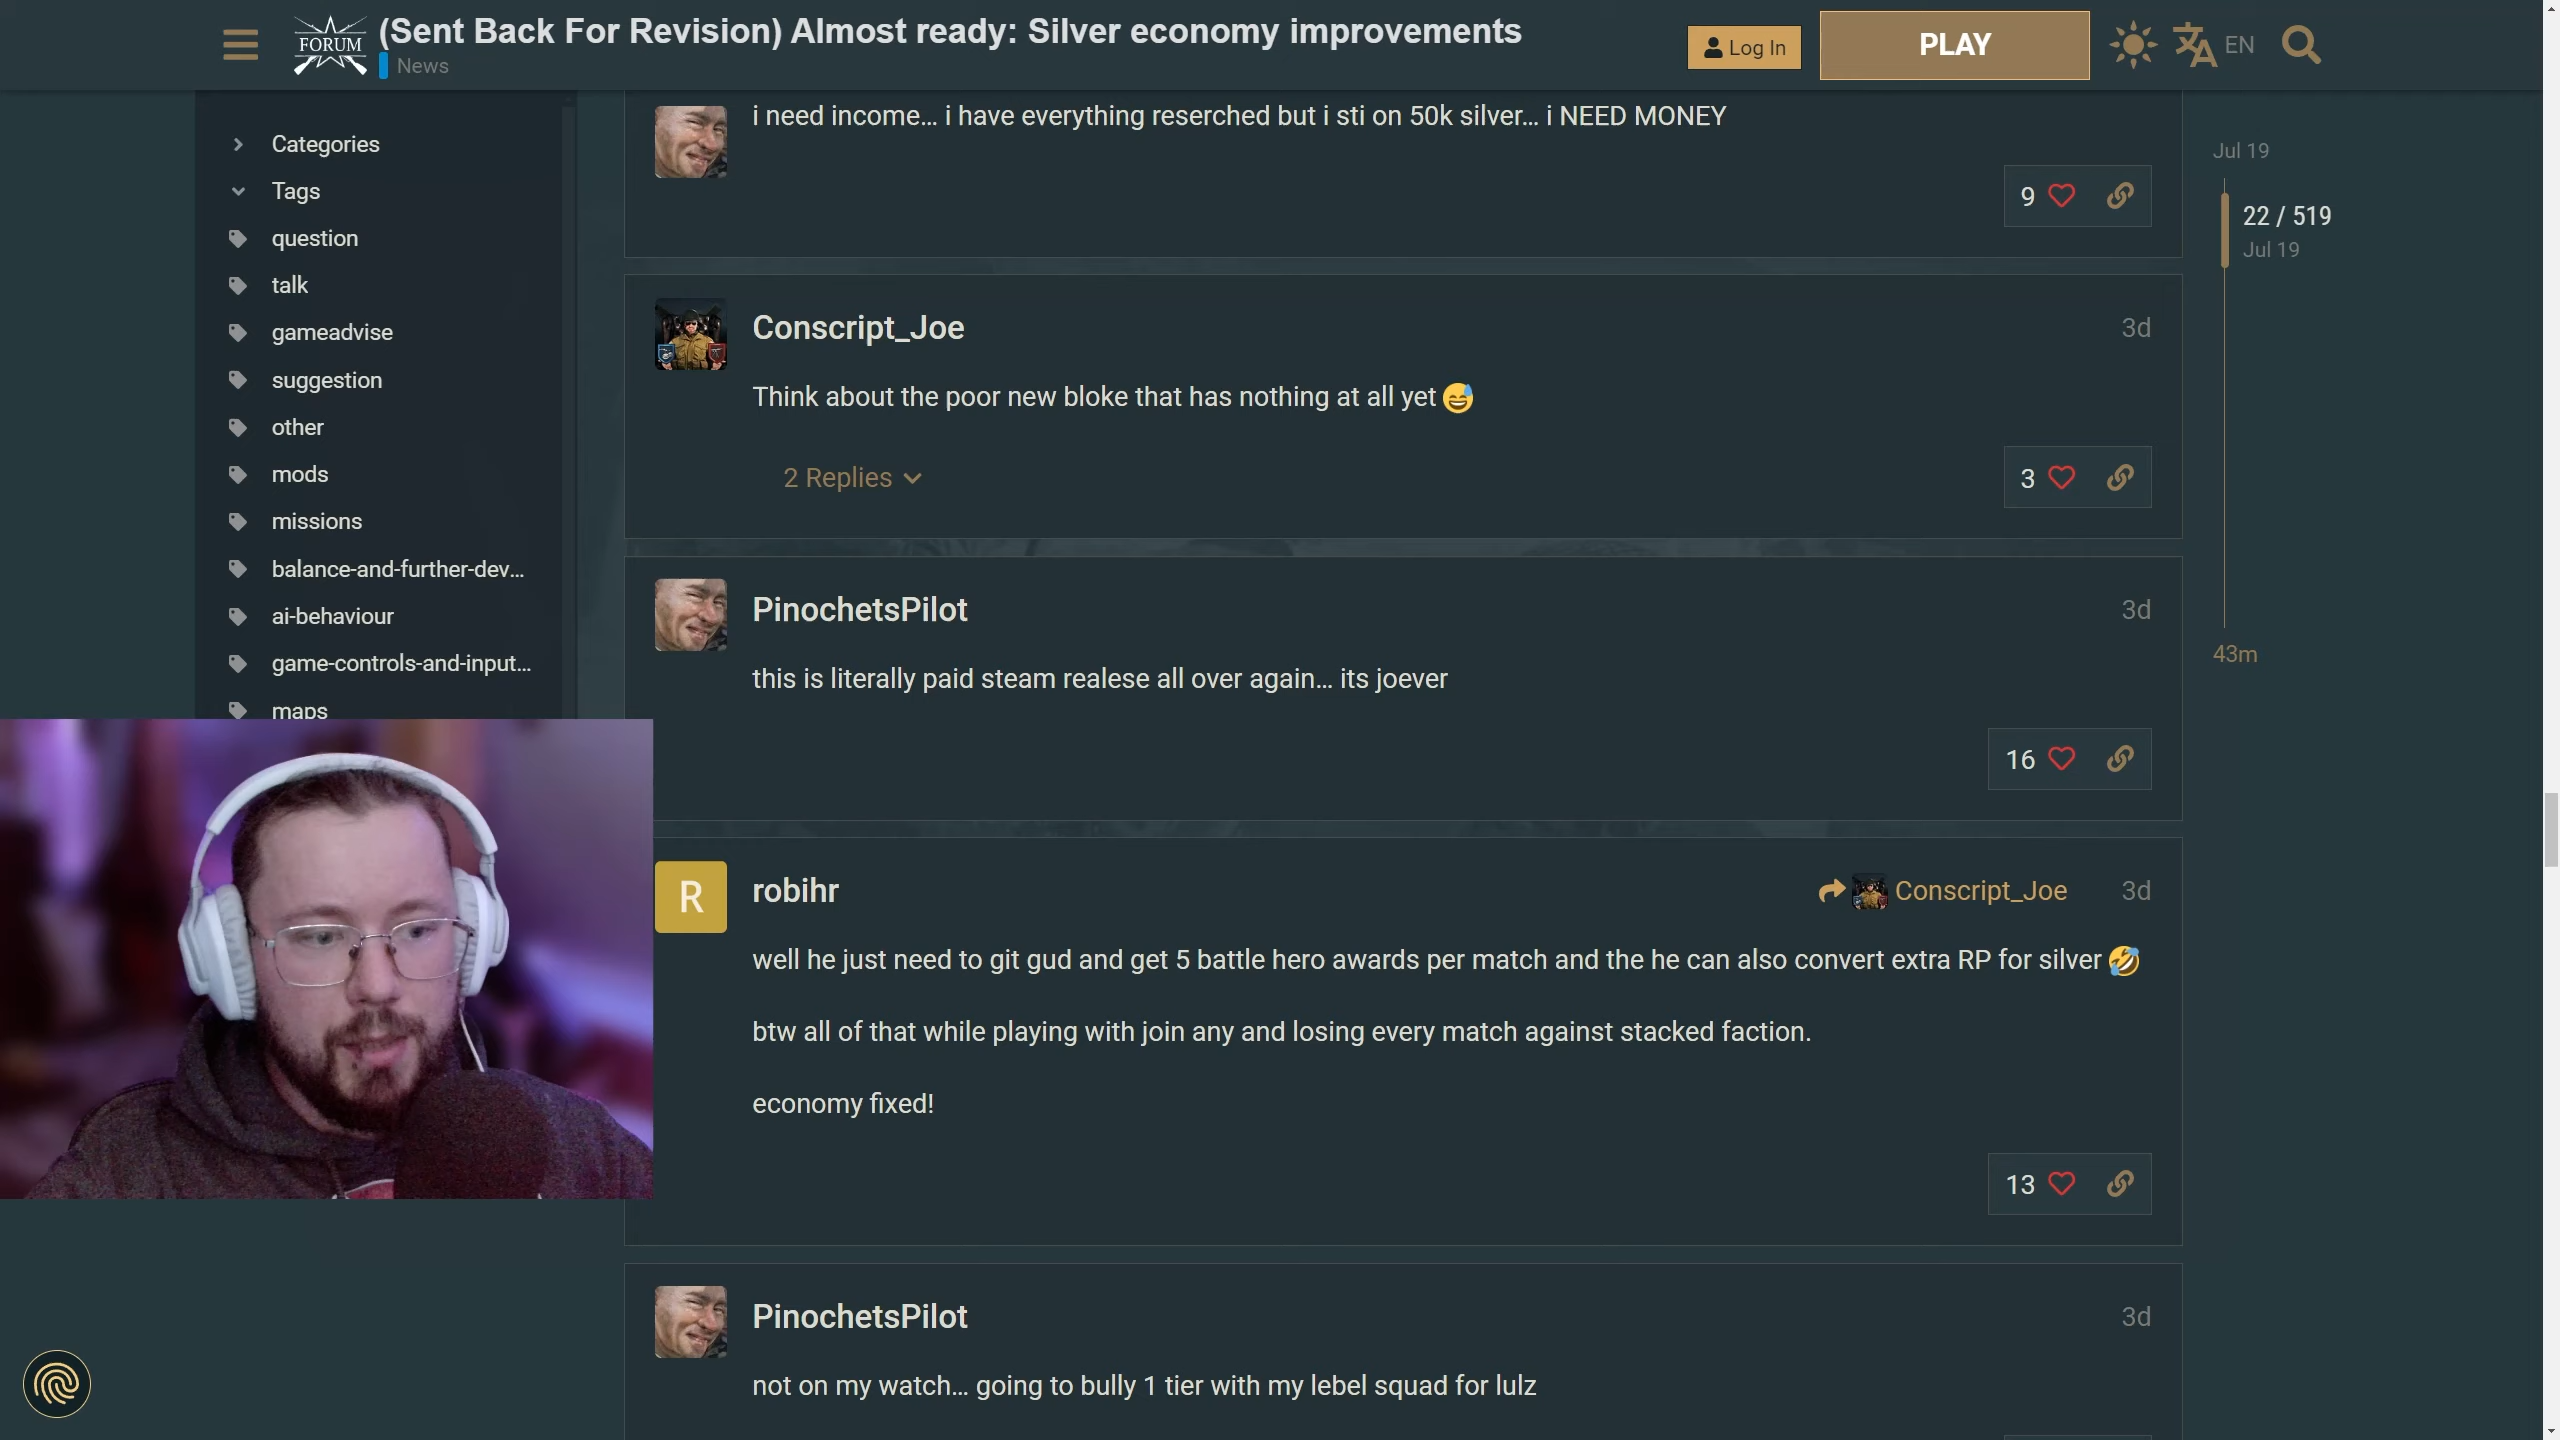 FORUM
(Sent Back For Revision) Almost ready: Silver economy improvements
News
Log In
PLAY
EN
Categories
Tags
question
talk
gameadvise
suggestion
other
mods
missions
balance-and-further-dev...
ai-behaviour
game-controls-and-input...
maps
i need income... i have everything reserched but i sti on 50k silver... i NEED MONEY
9
Conscript_Joe
3d
Think about the poor new bloke that has nothing at all yet
2 Replies
3
PinochetsPilot
3d
this is literally paid steam realese all over again... its joever
16
R
robihr
Conscript_Joe
3d
well he just need to git gud and get 5 battle hero awards per match and the he can also convert extra RP for silver
btw all of that while playing with join any and losing every match against stacked faction.
economy fixed!
13
PinochetsPilot
3d
not on my watch... going to bully 1 tier with my lebel squad for lulz
Jul 19
22 / 519
Jul 19
43m